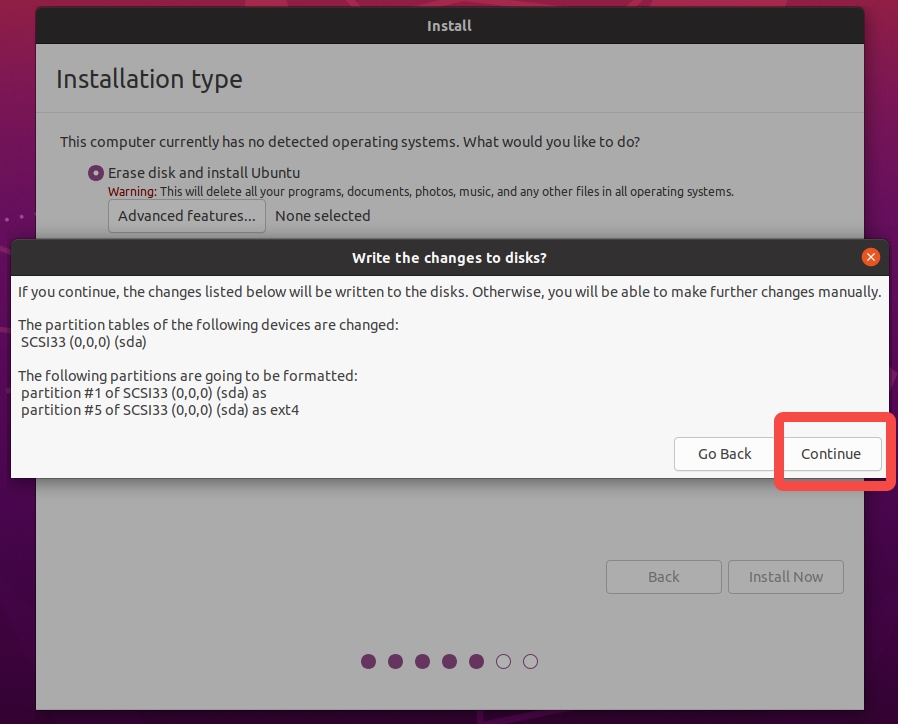 Install
Installation type
This computer currently has no detected operating systems. What would you like to do?
Erase disk and install Ubuntu
Warning: This will delete all your programs, documents, photos, music, and any other files in all operating systems.
Advanced features... None selected
Write the changes to disks?
If you continue, the changes listed below will be written to the disks. Otherwise, you will be able to make further changes manually.
The partition tables of the following devices are changed:
SCSI33 (0,0,0) (sda)
The following partitions are going to be formatted:
partition #1 of SCSI33 (0,0,0) (sda) as
partition #5 of SCSI33 (0,0,0) (sda) as ext4
Go Back Continue
Back Install Now